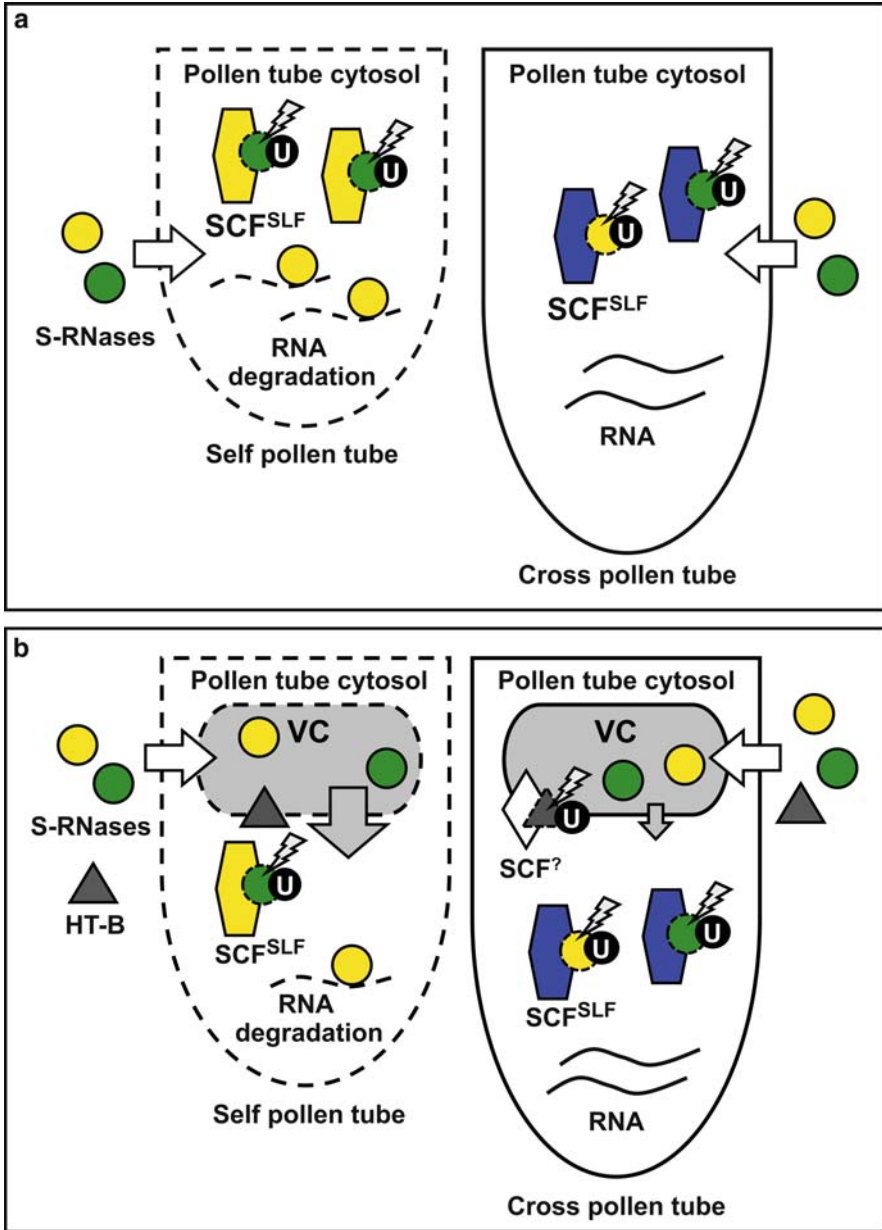 a
Pollen tube cytosol
U
U
SCF^SLF
S-RNases
RNA
degradation
Self pollen tube
Pollen tube cytosol
U
U
SCF^SLF
RNA
Cross pollen tube
b
Pollen tube cytosol
VC
S-RNases
HT-B
U
SCF^SLF
RNA
degradation
Self pollen tube
Pollen tube cytosol
VC
U
SCF^?
U
U
SCF^SLF
RNA
Cross pollen tube